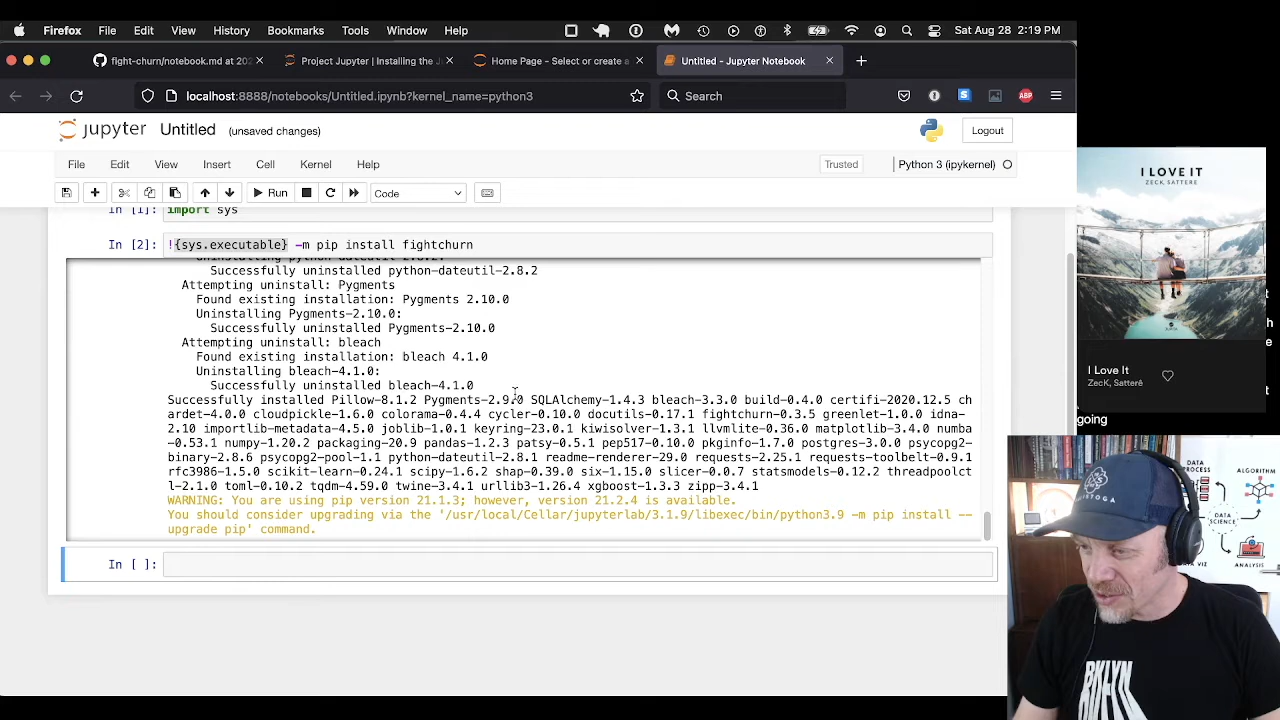 Firefox File Edit View History Bookmarks Tools Window Help Sat Aug 28 2:19 PM
fight-churn/notebook.md at 202 Project Jupyter | Installing the Ju Home Page - Select or create a Untitled - Jupyter Notebook
localhost:8888/notebooks/Untitled.ipynb?kernel_name=python3 Search ABP
jupyter Untitled (unsaved changes) Logout
File Edit View Insert Cell Kernel Help Trusted Python 3 (ipykernel)
Run Code
In [1]: import sys
In [2]: !{sys.executable} -m pip install fightchurn
Successfully uninstalled python-dateutil-2.8.2
Attempting uninstall: Pygments
Found existing installation: Pygments 2.10.0
Uninstalling Pygments-2.10.0:
Successfully uninstalled Pygments-2.10.0
Attempting uninstall: bleach
Found existing installation: bleach 4.1.0
Uninstalling bleach-4.1.0:
Successfully uninstalled bleach-4.1.0
Successfully installed Pillow-8.1.2 Pygments-2.9.0 SQLAlchemy-1.4.3 bleach-3.3.0 build-0.4.0 certifi-2020.12.5 ch
ardet-4.0.0 cloudpickle-1.6.0 colorama-0.4.4 cycler-0.10.0 docutils-0.17.1 fightchurn-0.3.5 greenlet-1.0.0 idna-
2.10 importlib-metadata-4.5.0 joblib-1.0.1 keyring-23.0.1 kiwisolver-1.3.1 llvmlite-0.36.0 matplotlib-3.4.0 numba
-0.53.1 numpy-1.20.2 packaging-20.9 pandas-1.2.3 patsy-0.5.1 pep517-0.10.0 pkginfo-1.7.0 postgres-3.0.0 psycopg2-
binary-2.8.6 psycopg2-pool-1.1 python-dateutil-2.8.1 readme-renderer-29.0 requests-2.25.1 requests-toolbelt-0.9.1
rfc3986-1.5.0 scikit-learn-0.24.1 scipy-1.6.2 shap-0.39.0 six-1.15.0 slicer-0.0.7 statsmodels-0.12.2 threadpoolct
l-2.1.0 toml-0.10.2 tqdm-4.59.0 twine-3.4.1 urllib3-1.26.4 xgboost-1.3.3 zipp-3.4.1
WARNING: You are using pip version 21.1.3; however, version 21.2.4 is available.
You should consider upgrading via the '/usr/local/Cellar/jupyterlab/3.1.9/libexec/bin/python3.9 -m pip install --
upgrade pip' command.
In [ ]:
I LOVE IT
ZECK, SATTERE
I Love It
ZecK, Satterē
going
DATA
PROCESS
ALGORITHM
DATA
SCIENCE
VIZ
ANALYSIS
BKLYN